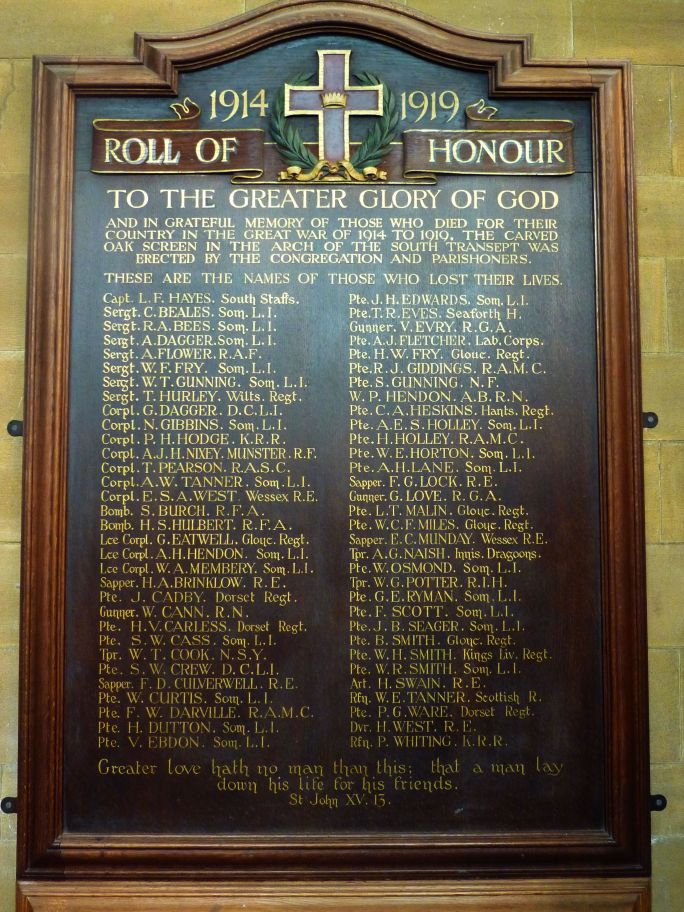 1914 1919
ROLL OF HONOUR
TO THE GREATER GLORY OF GOD
AND IN GRATEFUL MEMORY OF THOSE WHO DIED FOR THEIR
COUNTRY IN THE GREAT WAR OF 1914 TO 1919, THE CARVED
OAK SCREEN IN THE ARCH OF THE SOUTH TRANSEPT WAS
ERECTED BY THE CONGREGATION AND PARISHONERS.
THESE ARE THE NAMES OF THOSE WHO LOST THEIR LIVES.
Capt. L.F. HAYES. South Staffs.
Sergt. C. BEALES. Som. L.I.
Sergt. R.A. BEES. Som. L.I.
Sergt. A. DAGGER. Som. L.I.
Sergt. A. FLOWER. R.A.F.
Sergt. W.F. FRY. Som. L.I.
Sergt. W.T. GUNNING. Som. L.I.
Sergt. T. HURLEY. Wilts. Regt.
Corpl. G. DAGGER. D.C.L.I.
Corpl. N. GIBBINS. Som. L.I.
Corpl. P.H. HODGE. K.R.R.
Corpl. A.J.H. NIXEY. MUNSTER. R.F.
Corpl. T. PEARSON. R.A.S.C.
Corpl. A.W. TANNER. Som. L.I.
Corpl. E.S.A. WEST. Wessex R.E.
Bomb. S. BURCH. R.F.A.
Bomb. H.S. HULBERT. R.F.A.
Lce Corpl. G. EATWELL. Glouc. Regt.
Lce Corpl. A.H. HENDON. Som. L.I.
Lce Corpl. W.A. MEMBERY. Som. L.I.
Sapper. H.A. BRINKLOW. R.E.
Pte. J. CADBY. Dorset Regt.
Gunner. W. CANN. R.N.
Pte. H.V. CARLESS. Dorset Regt.
Pte. S.W. CASS. Som. L.I.
Tpr. W.T. COOK. N.S.Y.
Pte. S.W. CREW. D.C.L.I.
Sapper. F.D. CULVERWELL. R.E.
Pte. W. CURTIS. Som. L.I.
Pte. F.W. DARVILLE. R.A.M.C.
Pte. H. DUTTON. Som. L.I.
Pte. V. EBDON. Som. L.I.
Pte. J.H. EDWARDS. Som. L.I.
Pte. T.R. EVES. Seaforth H.
Gunner. V. EVRY. R.G.A.
Pte. A.J. FLETCHER. Lab. Corps.
Pte. H.W. FRY. Glouc. Regt.
Pte. R.J. GIDDINGS. R.A.M.C.
Pte. S. GUNNING. N.F.
W.P. HENDON. A.B.R.N.
Pte. C.A. HESKINS. Hants. Regt.
Pte. A.E.S. HOLLEY. Som. L.I.
Pte. H. HOLLEY. R.A.M.C.
Pte. W.E. HORTON. Som. L.I.
Pte. A.H. LANE. Som. L.I.
Sapper. F.G. LOCK. R.E.
Gunner. G. LOVE. R.G.A.
Pte. L.T. MALIN. Glouc. Regt.
Pte. W.C.F. MILES. Glouc. Regt.
Sapper. E.C. MUNDAY. Wessex R.E.
Tpr. A.G. NAISH. Innis. Dragoons.
Pte. W. OSMOND. Som. L.I.
Tpr. W.G. POTTER. R.I.H.
Pte. G.E. RYMAN. Som. L.I.
Pte. F. SCOTT. Som. L.I.
Pte. J.B. SEAGER. Som. L.I.
Pte. B. SMITH. Glouc. Regt.
Pte. W.H. SMITH. Kings Liv. Regt.
Pte. W.R. SMITH. Som. L.I.
Art. H. SWAIN. R.E.
Rfn. W.E. TANNER. Scottish R.
Pte. P.G. WARE. Dorset Regt.
Dvr. H. WEST. R.E.
Rfn. P. WHITING. K.R.R.
Greater love hath no man than this; that a man lay
down his life for his friends.
St John XV. 13.